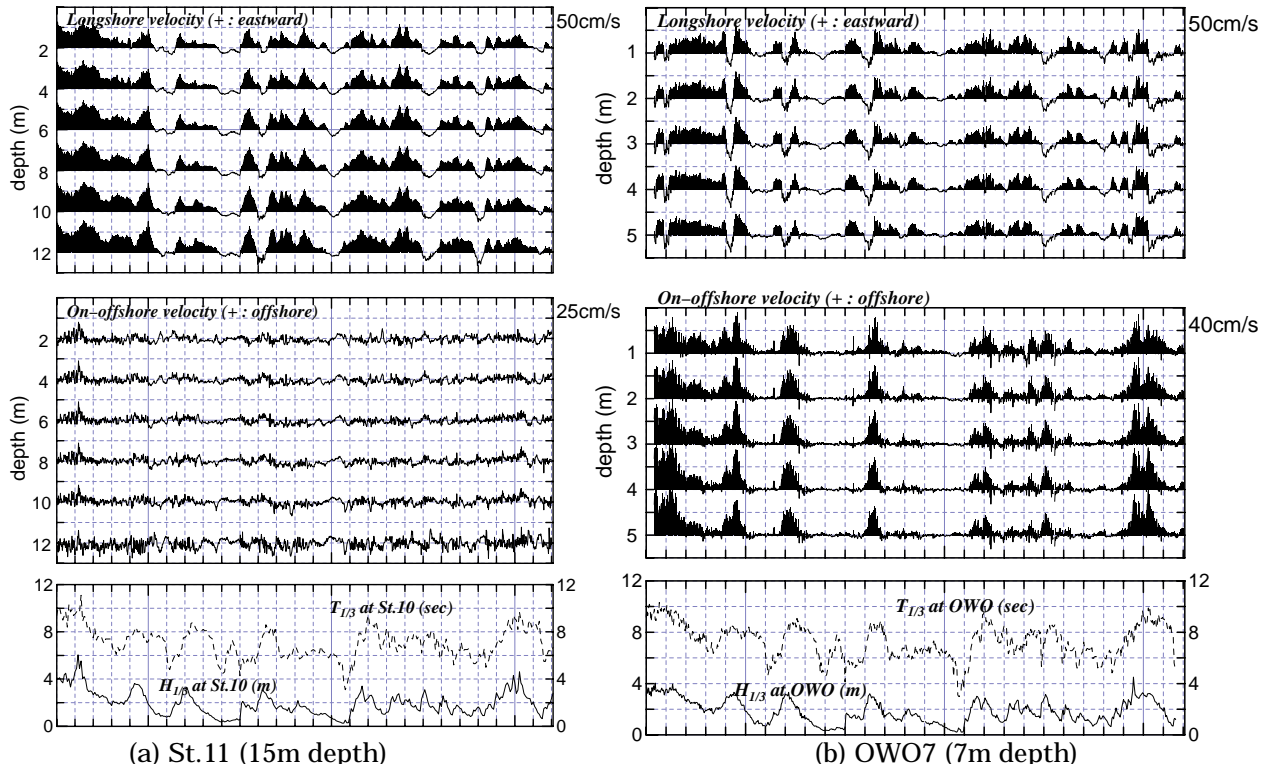 Longshore velocity (+ : eastward)
50cm/s
depth (m)
2
4
6
8
10
12
On–offshore velocity (+ : offshore)
25cm/s
2
4
6
8
10
12
12
8
4
0
T1/3 at St.10 (sec)
H1/3 at St.10 (m)
12
8
4
0
(a) St.11 (15m depth)
Longshore velocity (+ : eastward)
50cm/s
depth (m)
1
2
3
4
5
On–offshore velocity (+ : offshore)
40cm/s
depth (m)
1
2
3
4
5
12
8
4
0
T1/3 at OWO (sec)
H1/3 at OWO (m)
12
8
4
0
(b) OWO7 (7m depth)